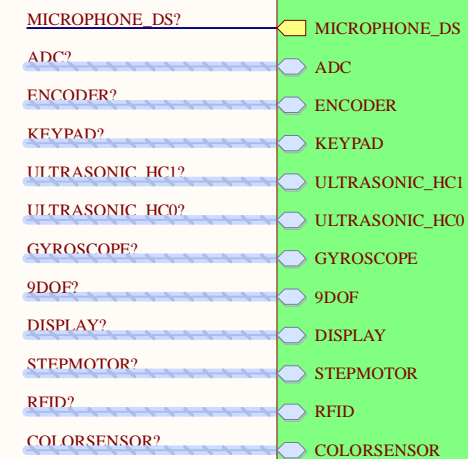 MICROPHONE_DS? MICROPHONE_DS
ADC? ADC
ENCODER? ENCODER
KEYPAD? KEYPAD
ULTRASONIC_HC1? ULTRASONIC_HC1
ULTRASONIC_HC0? ULTRASONIC_HC0
GYROSCOPE? GYROSCOPE
9DOF? 9DOF
DISPLAY? DISPLAY
STEPMOTOR? STEPMOTOR
RFID? RFID
COLORSENSOR? COLORSENSOR